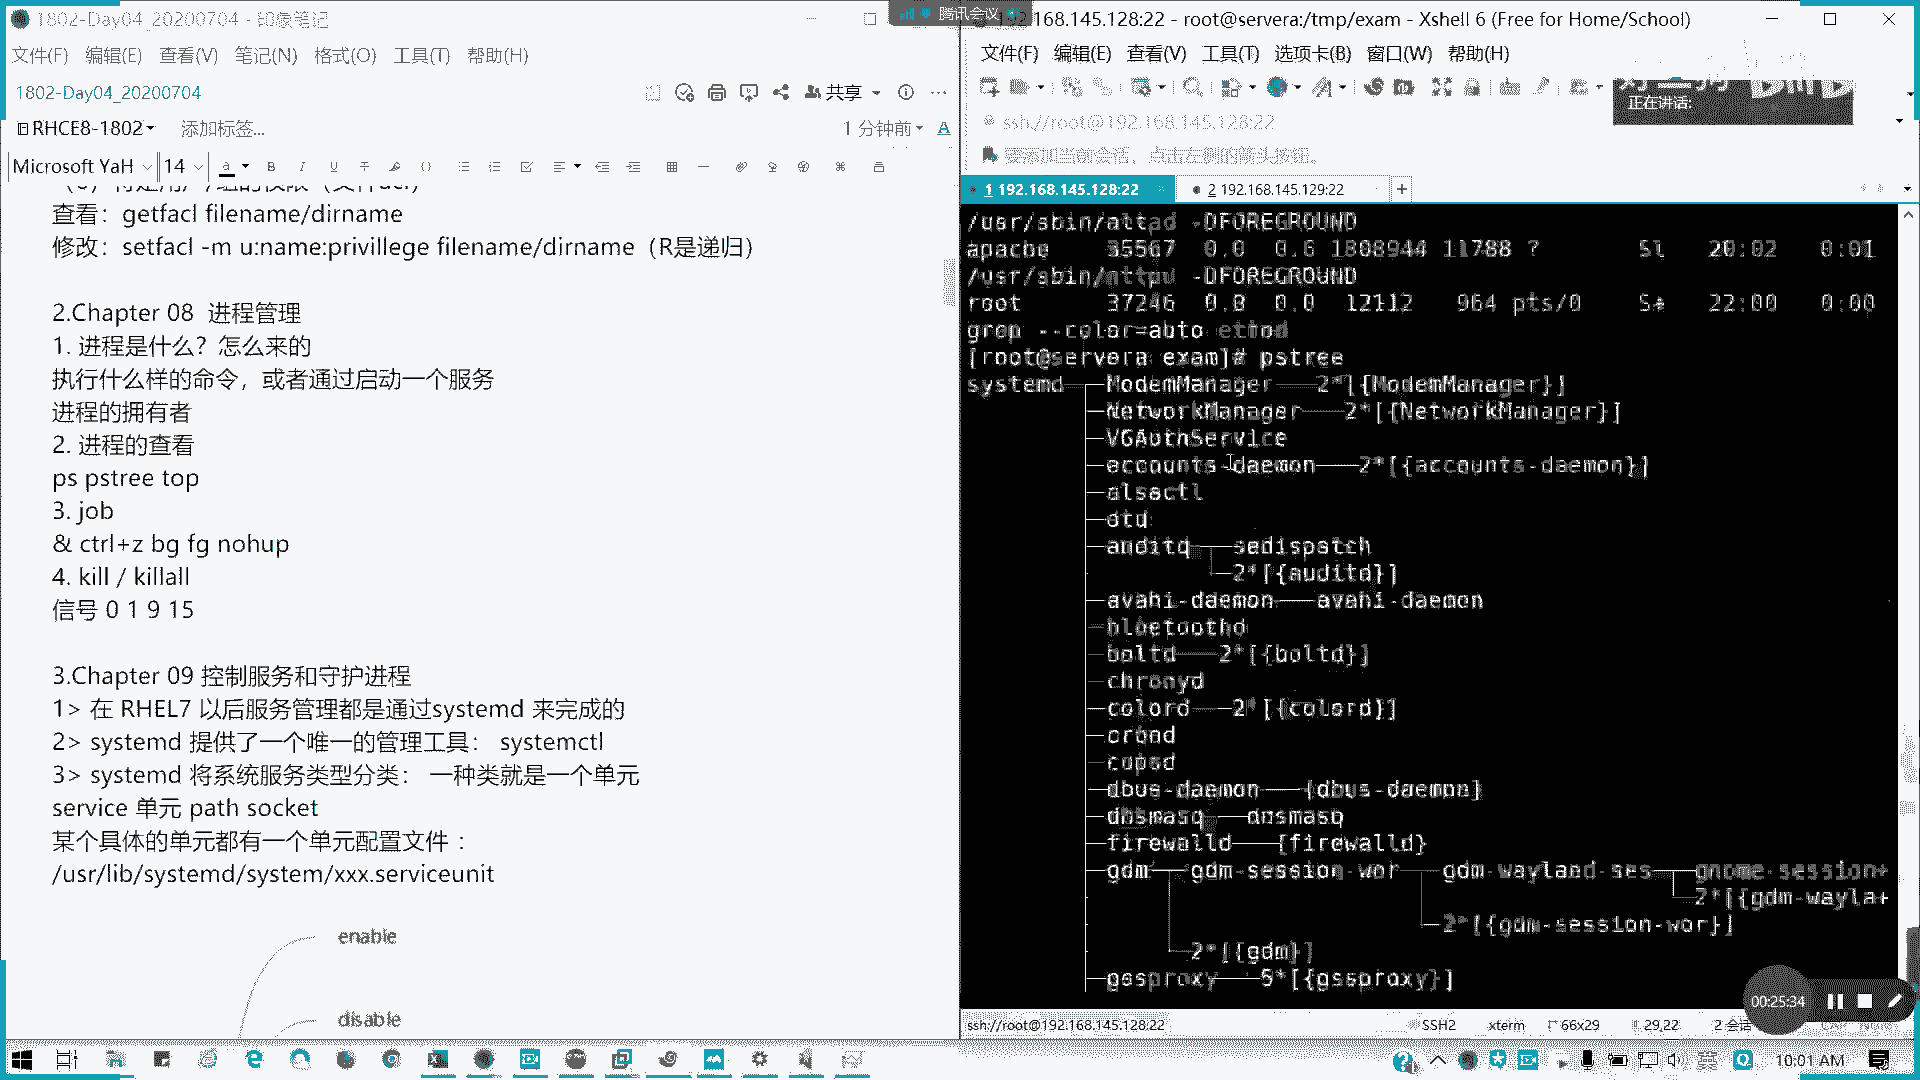 1802-Day04_20200704 - 印象笔记
文件(F) 编辑(E) 查看(V) 笔记(N) 格式(O) 工具(T) 帮助(H)
1802-Day04_20200704
共享
RHCE8-1802 添加标签...
1 分钟前
Microsoft YaH 14
查看：getfacl filename/dirname
修改：setfacl -m u:name:privillege filename/dirname（R是递归）
2.Chapter 08 进程管理
1. 进程是什么？怎么来的
执行什么样的命令，或者通过启动一个服务
进程的拥有者
2. 进程的查看
ps pstree top
3. job
& ctrl+z bg fg nohup
4. kill / killall
信号 0 1 9 15
3.Chapter 09 控制服务和守护进程
1> 在 RHEL7 以后服务管理都是通过systemd 来完成的
2> systemd 提供了一个唯一的管理工具： systemctl
3> systemd 将系统服务类型分类： 一种类就是一个单元
service 单元 path socket
某个具体的单元都有一个单元配置文件：
/usr/lib/systemd/system/xxx.serviceunit
enable
disable
腾讯会议
192.168.145.128:22 - root@servera:/tmp/exam - Xshell 6 (Free for Home/School)
文件(F) 编辑(E) 查看(V) 工具(T) 选项卡(B) 窗口(W) 帮助(H)
正在讲话:
ssh://root@192.168.145.128:22
要添加当前会话，点击左侧的箭头按钮。
1 192.168.145.128:22
2 192.168.145.129:22
-DFOREGROUND
apache 35567 0.0 0.6 1808944 11788 ? Sl 20:02 0:01
-DFOREGROUND
root 37246 0.0 0.0 12112 964 pts/0 S+ 22:00 0:00
grep --color=auto
[root@servera exam]# pstree
systemd ModemManager 2*[{ModemManager}]
NetworkManager 2*[{NetworkManager}]
VGAuthService
accounts-daemon 2*[{accounts-daemon}]
alsactl
atd
auditd sedispatch
2*[{auditd}]
avahi-daemon avahi-daemon
bluetoothd
boltd 2*[{boltd}]
chronyd
colord 2*[{colord}]
crond
cupsd
dbus-daemon {dbus-daemon}
dnsmasq dnsmasq
firewalld {firewalld}
gdm gdm-session-wor gdm-wayland-ses gnome-session+
2*[{gdm-wayla+
2*[{gdm-session-wor}]
2*[{gdm}]
gssproxy 5*[{gssproxy}]
00:25:34
ssh://root@192.168.145.128:22 SSH2 xterm 66x29 29,22 2 会话
10:01 AM